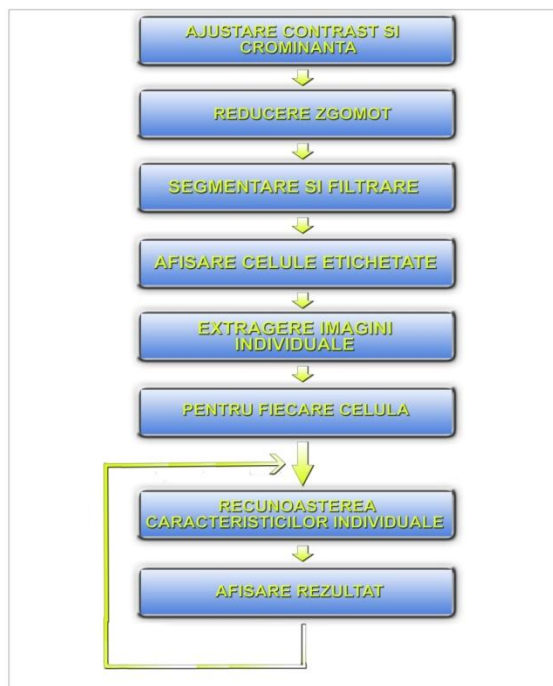 AJUSTARE CONTRAST SI
CROMINANTA
REDUCERE ZGOMOT
SEGMENTARE SI FILTRARE
AFISARE CELULE ETICHETATE
EXTRAGERE IMAGINI
INDIVIDUALE
PENTRU FIECARE CELULA
RECUNOASTEREA
CARACTERISTICILOR INDIVIDUALE
AFISARE REZULTAT